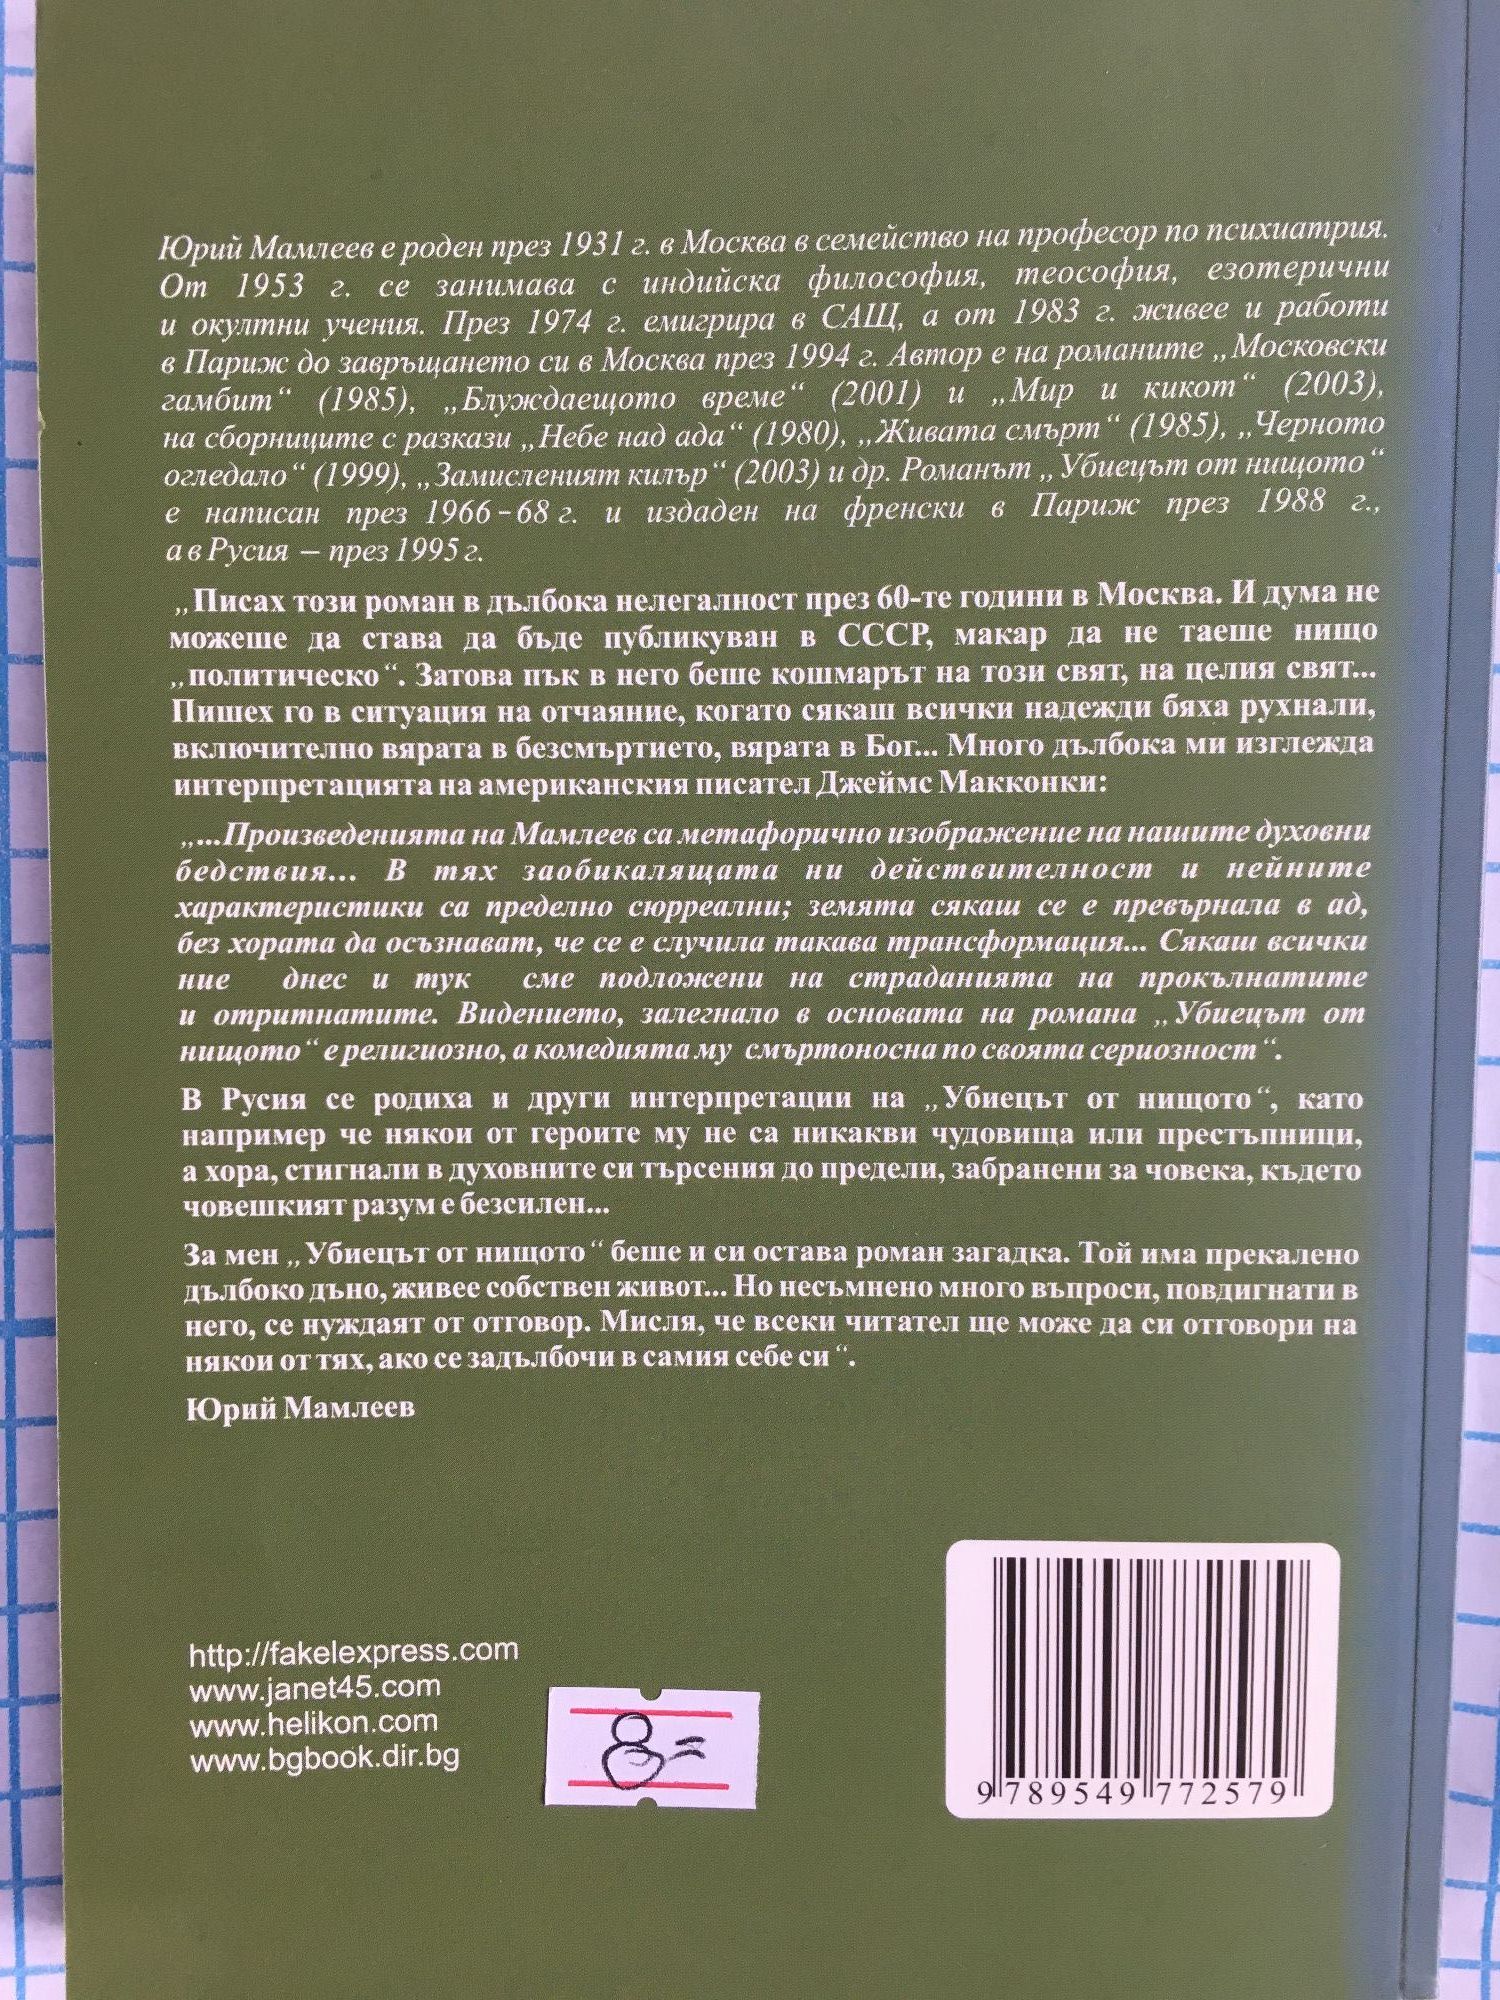 Юрий Мамлеев е роден през 1931 г. в Москва в семейство на професор по психиатрия.
От 1953 г. се занимава с индийска философия, теософия, езотерични
и окултни учения. През 1974 г. емигрира в САЩ, а от 1983 г. живее и работи
в Париж до завръщането си в Москва през 1994 г. Автор е на романите „Московски
гамбит“ (1985), „Блуждаещото време“ (2001) и „Мир и кикот“ (2003),
на сборниците с разкази „Небе над ада“ (1980), „Живата смърт“ (1985), „Черното
огледало“ (1999), „Замисленият килър“ (2003) и др. Романът „Убиецът от нищото“
е написан през 1966-68 г. и издаден на френски в Париж през 1988 г.,
а в Русия – през 1995 г.
„Писах този роман в дълбока нелегалност през 60-те години в Москва. И дума не
можеше да става да бъде публикуван в СССР, макар да не таеше нищо
„политическо“. Затова пък в него беше кошмарът на този свят, на целия свят...
Пишех го в ситуация на отчаяние, когато сякаш всички надежди бяха рухнали,
включително вярата в безсмъртието, вярата в Бог... Много дълбока ми изглежда
интерпретацията на американския писател Джеймс Макконки:
„...Произведенията на Мамлеев са метафорично изображение на нашите духовни
бедствия... В тях заобикалящата ни действителност и нейните
характеристики са пределно сюрреални; земята сякаш се е превърнала в ад,
без хората да осъзнават, че се е случила такава трансформация... Сякаш всички
ние днес и тук сме подложени на страданията на прокълнатите
и отритнатите. Видението, залегнало в основата на романа „Убиецът от
нищото“ е религиозно, а комедията му смъртоносна по своята сериозност“.
В Русия се родиха и други интерпретации на „Убиецът от нищото“, като
например че някои от героите му не са никакви чудовища или престъпници,
а хора, стигнали в духовните си търсения до предели, забранени за човека, където
човешкият разум е безсилен...
За мен „Убиецът от нищото“ беше и си остава роман загадка. Той има прекалено
дълбоко дъно, живее собствен живот... Но несъмнено много въпроси, повдигнати в
него, се нуждаят от отговор. Мисля, че всеки читател ще може да си отговори на
някои от тях, ако се задълбочи в самия себе си“.
Юрий Мамлеев
http://fakelexpress.com
www.janet45.com
www.helikon.com
www.bgbook.dir.bg
8=
9 789549 772579